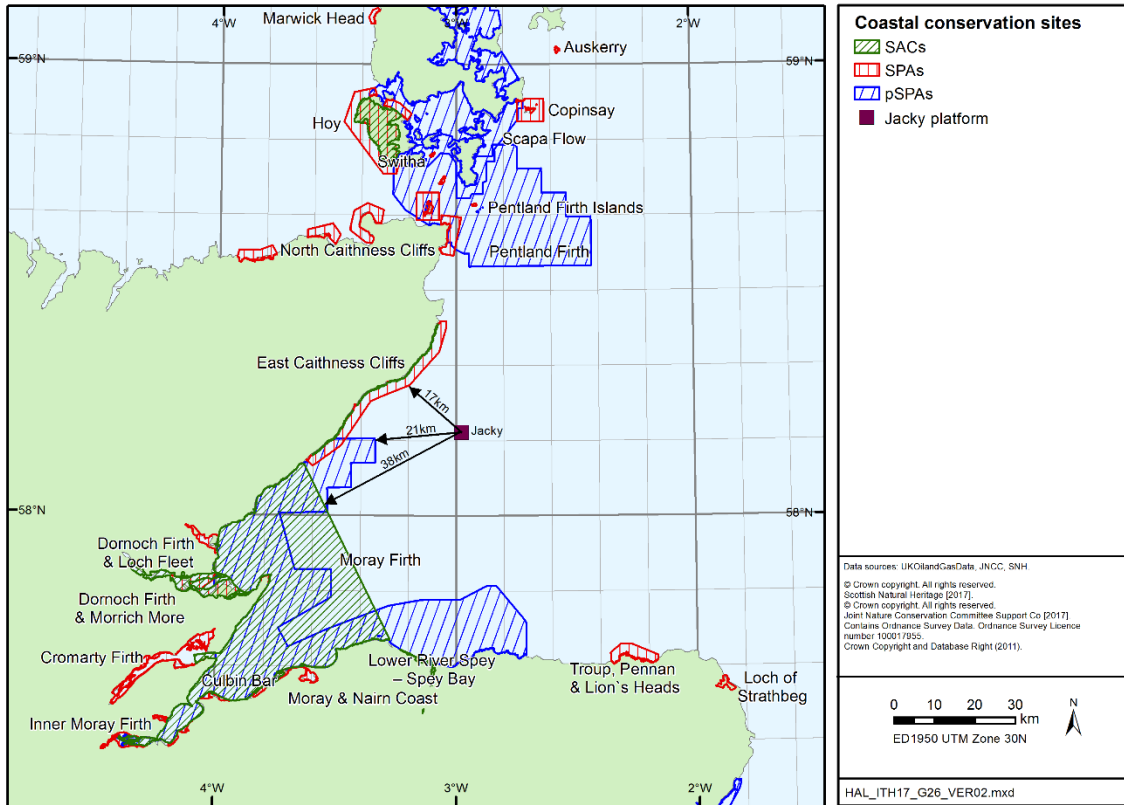 4°W
3°W
2°W
Marwick Head
Auskerry
59°N
59°N
Hoy
Copinsay
Scapa Flow
Switha
Pentland Firth Islands
North Caithness Cliffs
Pentland Firth
East Caithness Cliffs
17km
Jacky
21km
38km
58°N
58°N
Dornoch Firth
& Loch Fleet
Moray Firth
Dornoch Firth
& Morrich More
Cromarty Firth
Culbin Bar
Lower River Spey
– Spey Bay
Moray & Nairn Coast
Troup, Pennan
& Lion`s Heads
Loch of
Strathbeg
Inner Moray Firth
4°W
3°W
2°W
Coastal conservation sites
SACs
SPAs
pSPAs
Jacky platform
Data sources: UKOilandGasData, JNCC, SNH
© Crown copyright. All rights reserved.
Scottish Natural Heritage [2017].
© Crown copyright. All rights reserved.
Joint Nature Conservation Committee Support Co [2017]
Contains Ordnance Survey Data. Ordnance Survey Licence
number 100017955.
Crown Copyright and Database Right (2011).
0 10 20 30
km
N
ED1950 UTM Zone 30N
HAL_ITH17_G26_VER02.mxd